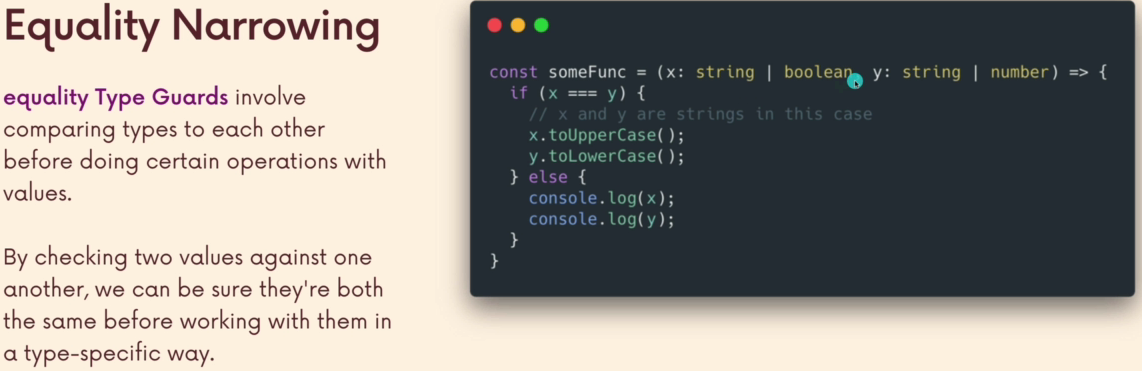 Equality Narrowing
equality Type Guards involve
comparing types to each other
before doing certain operations with
values.
By checking two values against one
another, we can be sure they're both
the same before working with them in
a type-specific way.
const someFunc = (x: string | boolean, y: string | number) => {
  if (x === y) {
    // x and y are strings in this case
    x.toUpperCase();
    y.toLowerCase();
  } else {
    console.log(x);
    console.log(y);
  }
}